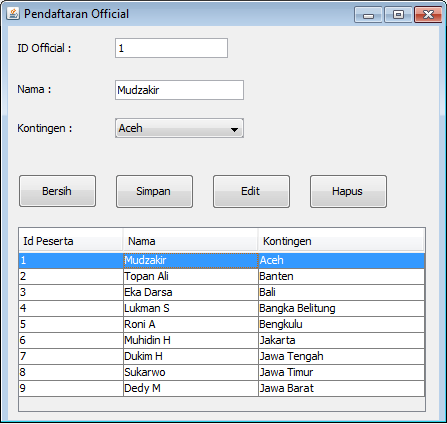 Pendaftaran Official
ID Official : 1
Nama : Mudzakir
Kontingen : Aceh
Bersih Simpan Edit Hapus
Id Peserta Nama Kontingen
1 Mudzakir Aceh
2 Topan Ali Banten
3 Eka Darsa Bali
4 Lukman S Bangka Belitung
5 Roni A Bengkulu
6 Muhidin H Jakarta
7 Dukim H Jawa Tengah
8 Sukarwo Jawa Timur
9 Dedy M Jawa Barat